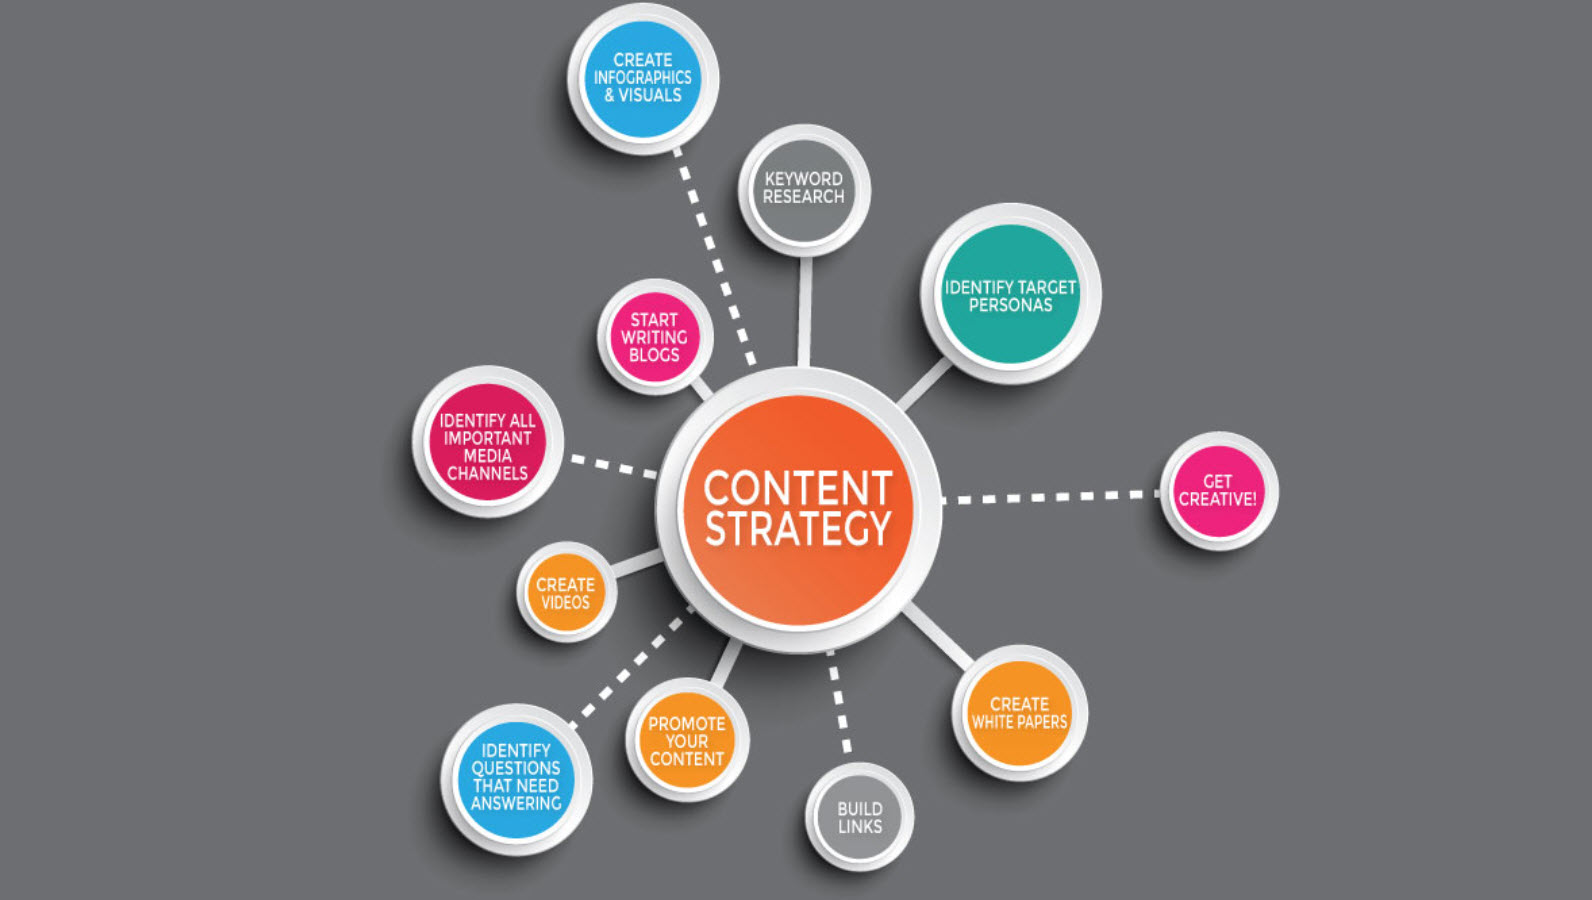 CREATE
INFOGRAPHICS
& VISUALS
KEYWORD
RESEARCH
IDENTIFY TARGET
PERSONAS
START
WRITING
BLOGS
IDENTIFY ALL
IMPORTANT
MEDIA
CHANNELS
CONTENT
STRATEGY
GET
CREATIVE!
CREATE
VIDEOS
IDENTIFY
QUESTIONS
THAT NEED
ANSWERING
PROMOTE
YOUR
CONTENT
BUILD
LINKS
CREATE
WHITE PAPERS